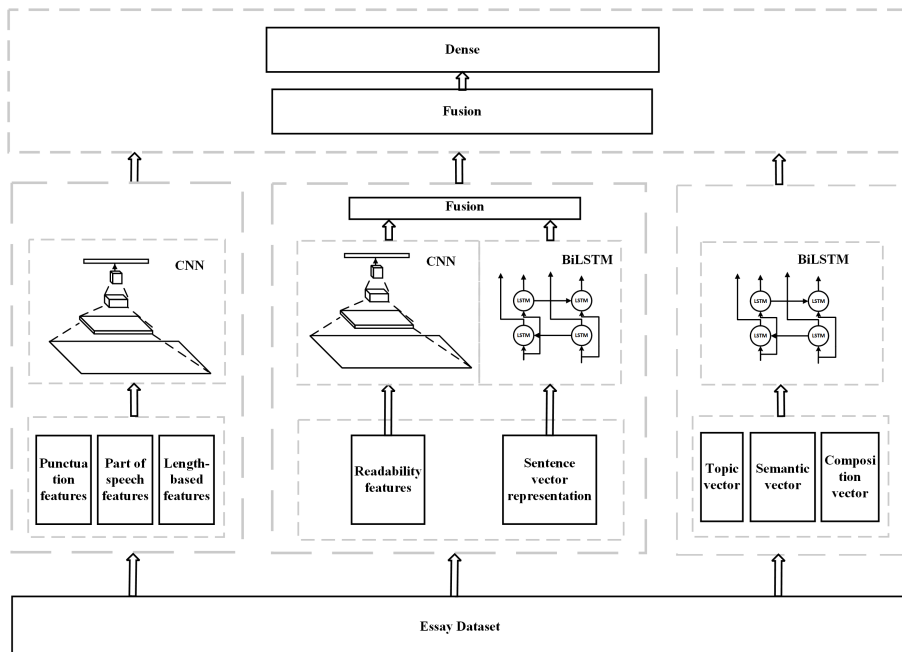 Dense
Fusion
Fusion
CNN
CNN
BiLSTM
BiLSTM
LSTM
LSTM
LSTM
LSTM
LSTM
LSTM
LSTM
LSTM
Punctua
tion
features
Part of
speech
features
Length-
based
features
Readability
features
Sentence
vector
representation
Topic
vector
Semantic
vector
Composi
tion
vector
Essay Dataset